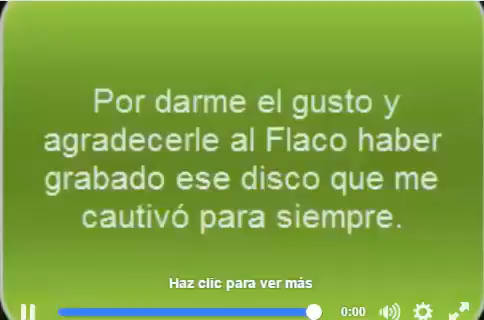 Por darme el gusto y
agradecerle al Flaco haber
grabado ese disco que me
cautivó para siempre.
Haz clic para ver más
0:00